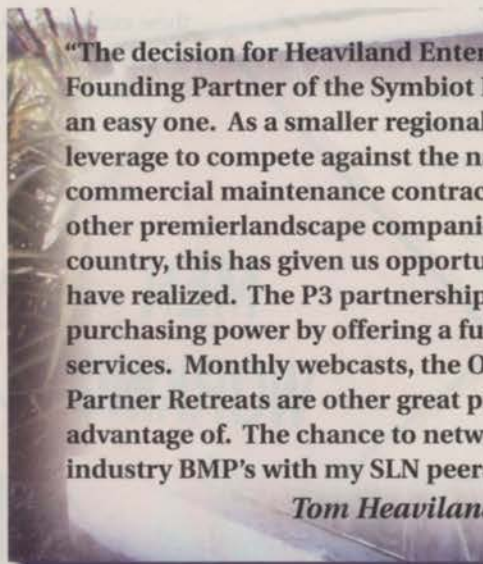 “The decision for Heaviland Enter
Founding Partner of the Symbiot
an easy one. As a smaller regional
leverage to compete against the n
commercial maintenance contrac
other premierlandscape compani
country, this has given us opportu
have realized. The P3 partnership
purchasing power by offering a fu
services. Monthly webcasts, the O
Partner Retreats are other great p
advantage of. The chance to netw
industry BMP's with my SLN peer
Tom Heavilan